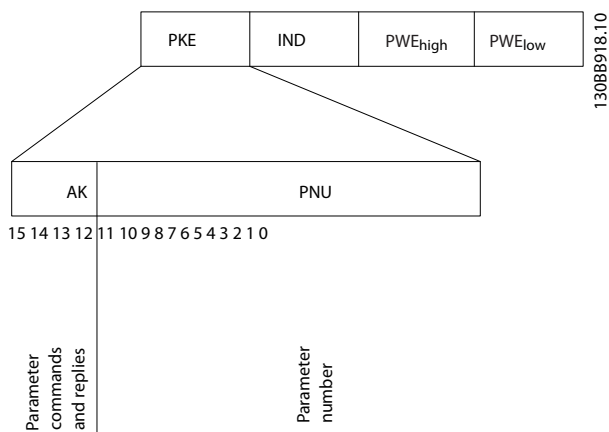 PKE IND PWEhigh PWElow
130BB918.10
AK PNU
15 14 13 12 11 10 9 8 7 6 5 4 3 2 1 0
Parameter
commands
and replies
Parameter
number